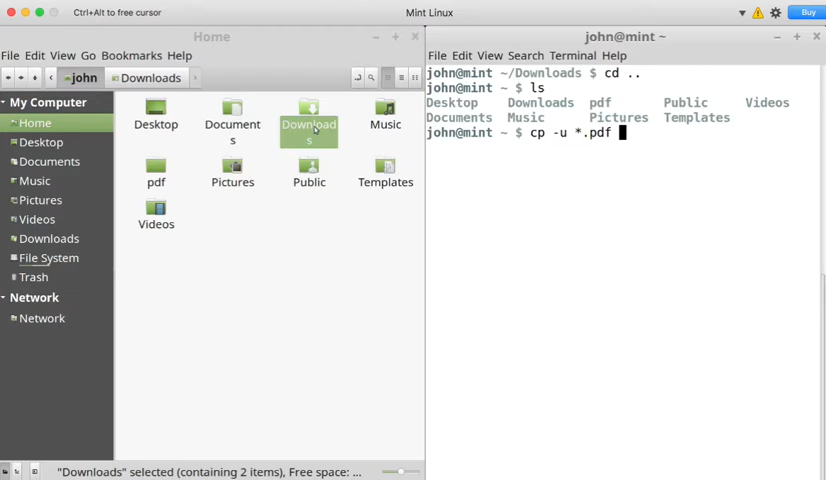 Ctrl+Alt to free cursor
Mint Linux
Buy
Home
File Edit View Go Bookmarks Help
john
Downloads
My Computer
Home
Desktop
Documents
Music
Pictures
Videos
Downloads
File System
Trash
Network
Network
Desktop
Document
s
Download
s
Music
pdf
Pictures
Public
Templates
Videos
"Downloads" selected (containing 2 items), Free space: ...
john@mint ~
File Edit View Search Terminal Help
john@mint ~/Downloads $ cd ..
john@mint ~ $ ls
Desktop Downloads pdf Public Videos
Documents Music Pictures Templates
john@mint ~ $ cp -u *.pdf